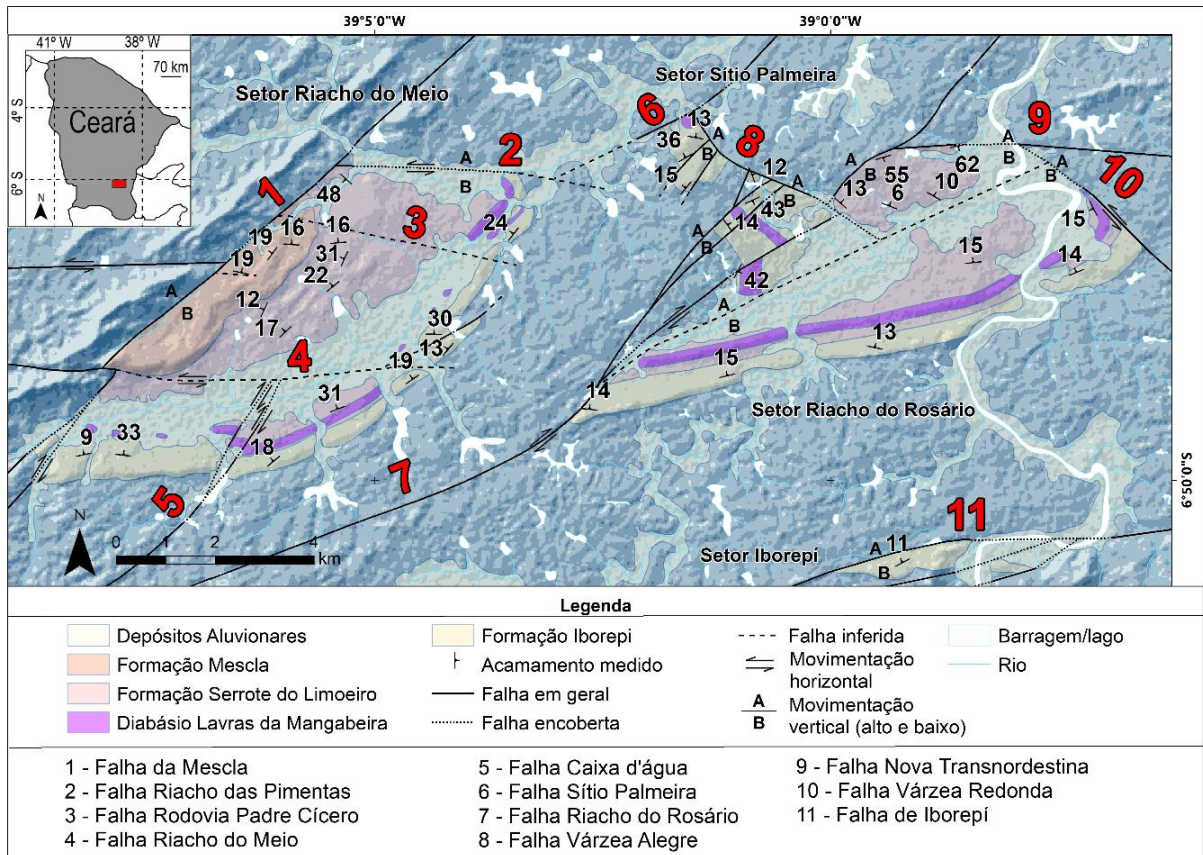 39°5'0"W
39°0'0"W
41° W
38° W
70 km
Ceará
4°S
6°S
N
Setor Riacho do Meio
Setor Sítio Palmeira
1
2
3
4
5
6
7
8
9
10
11
A
B
A
B
A
B
A
B
A
B
A
B
A
B
A
B
A
B
A
B
48
16
16
19
19
31
22
12
17
24
30
13
19
31
18
9
33
13
36
15
12
43
14
42
14
13
55
6
10
62
15
15
14
13
15
11
Setor Riacho do Rosário
Setor Iborepí
6°50'0"S
N
0
2
4
km
Legenda
Depósitos Aluvionares
Formação Mescla
Formação Serrote do Limoeiro
Diabásio Lavras da Mangabeira
Formação Iborepi
Acamamento medido
Falha em geral
Falha encoberta
Falha inferida
Movimentação
horizontal
A
B
Movimentação
vertical (alto e baixo)
Barragem/lago
Rio
1 - Falha da Mescla
2 - Falha Riacho das Pimentas
3 - Falha Rodovia Padre Cícero
4 - Falha Riacho do Meio
5 - Falha Caixa d'água
6 - Falha Sítio Palmeira
7 - Falha Riacho do Rosário
8 - Falha Várzea Alegre
9 - Falha Nova Transnordestina
10 - Falha Várzea Redonda
11 - Falha de Iborepí